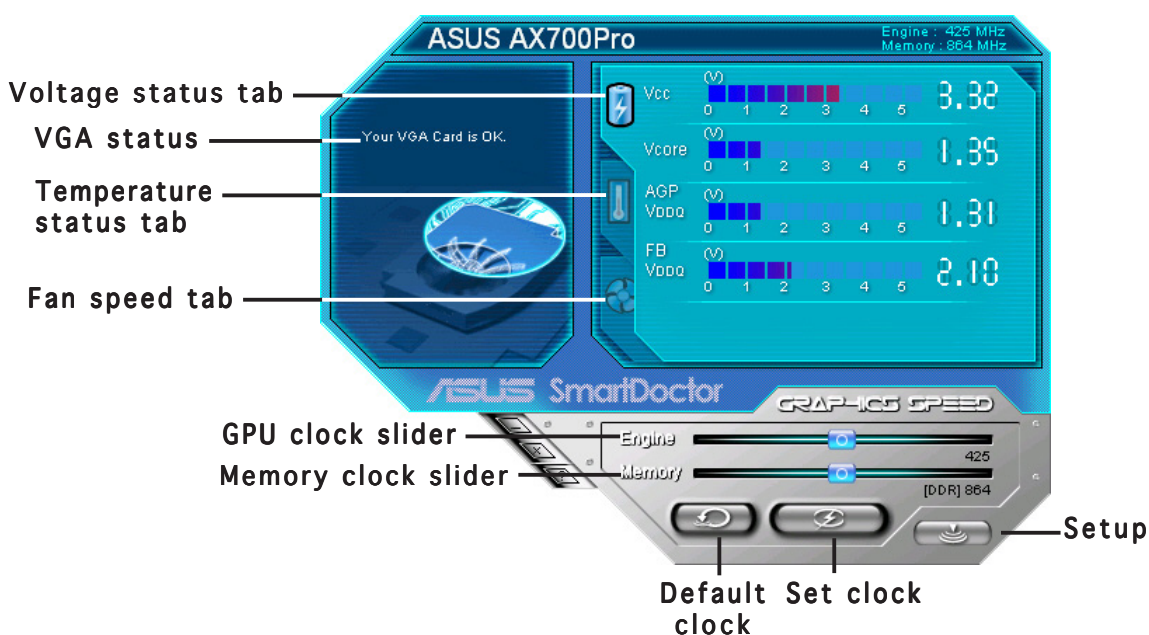 ASUS AX700Pro
Engine : 425 MHz
Memory : 864 MHz
Voltage status tab
VGA status
Temperature
status tab
Fan speed tab
Your VGA Card is OK.
Vcc
(V)
0 1 2 3 4 5
3.32
Vcore
(V)
0 1 2 3 4 5
1.39
AGP
VDDQ
(V)
0 1 2 3 4 5
1.31
FB
VDDQ
(V)
0 1 2 3 4 5
2.18
ASUS SmartDoctor
GRAPHICS SPEED
GPU clock slider
Engine
425
Memory clock slider
Memory
[DDR] 864
Setup
Default
clock
Set clock